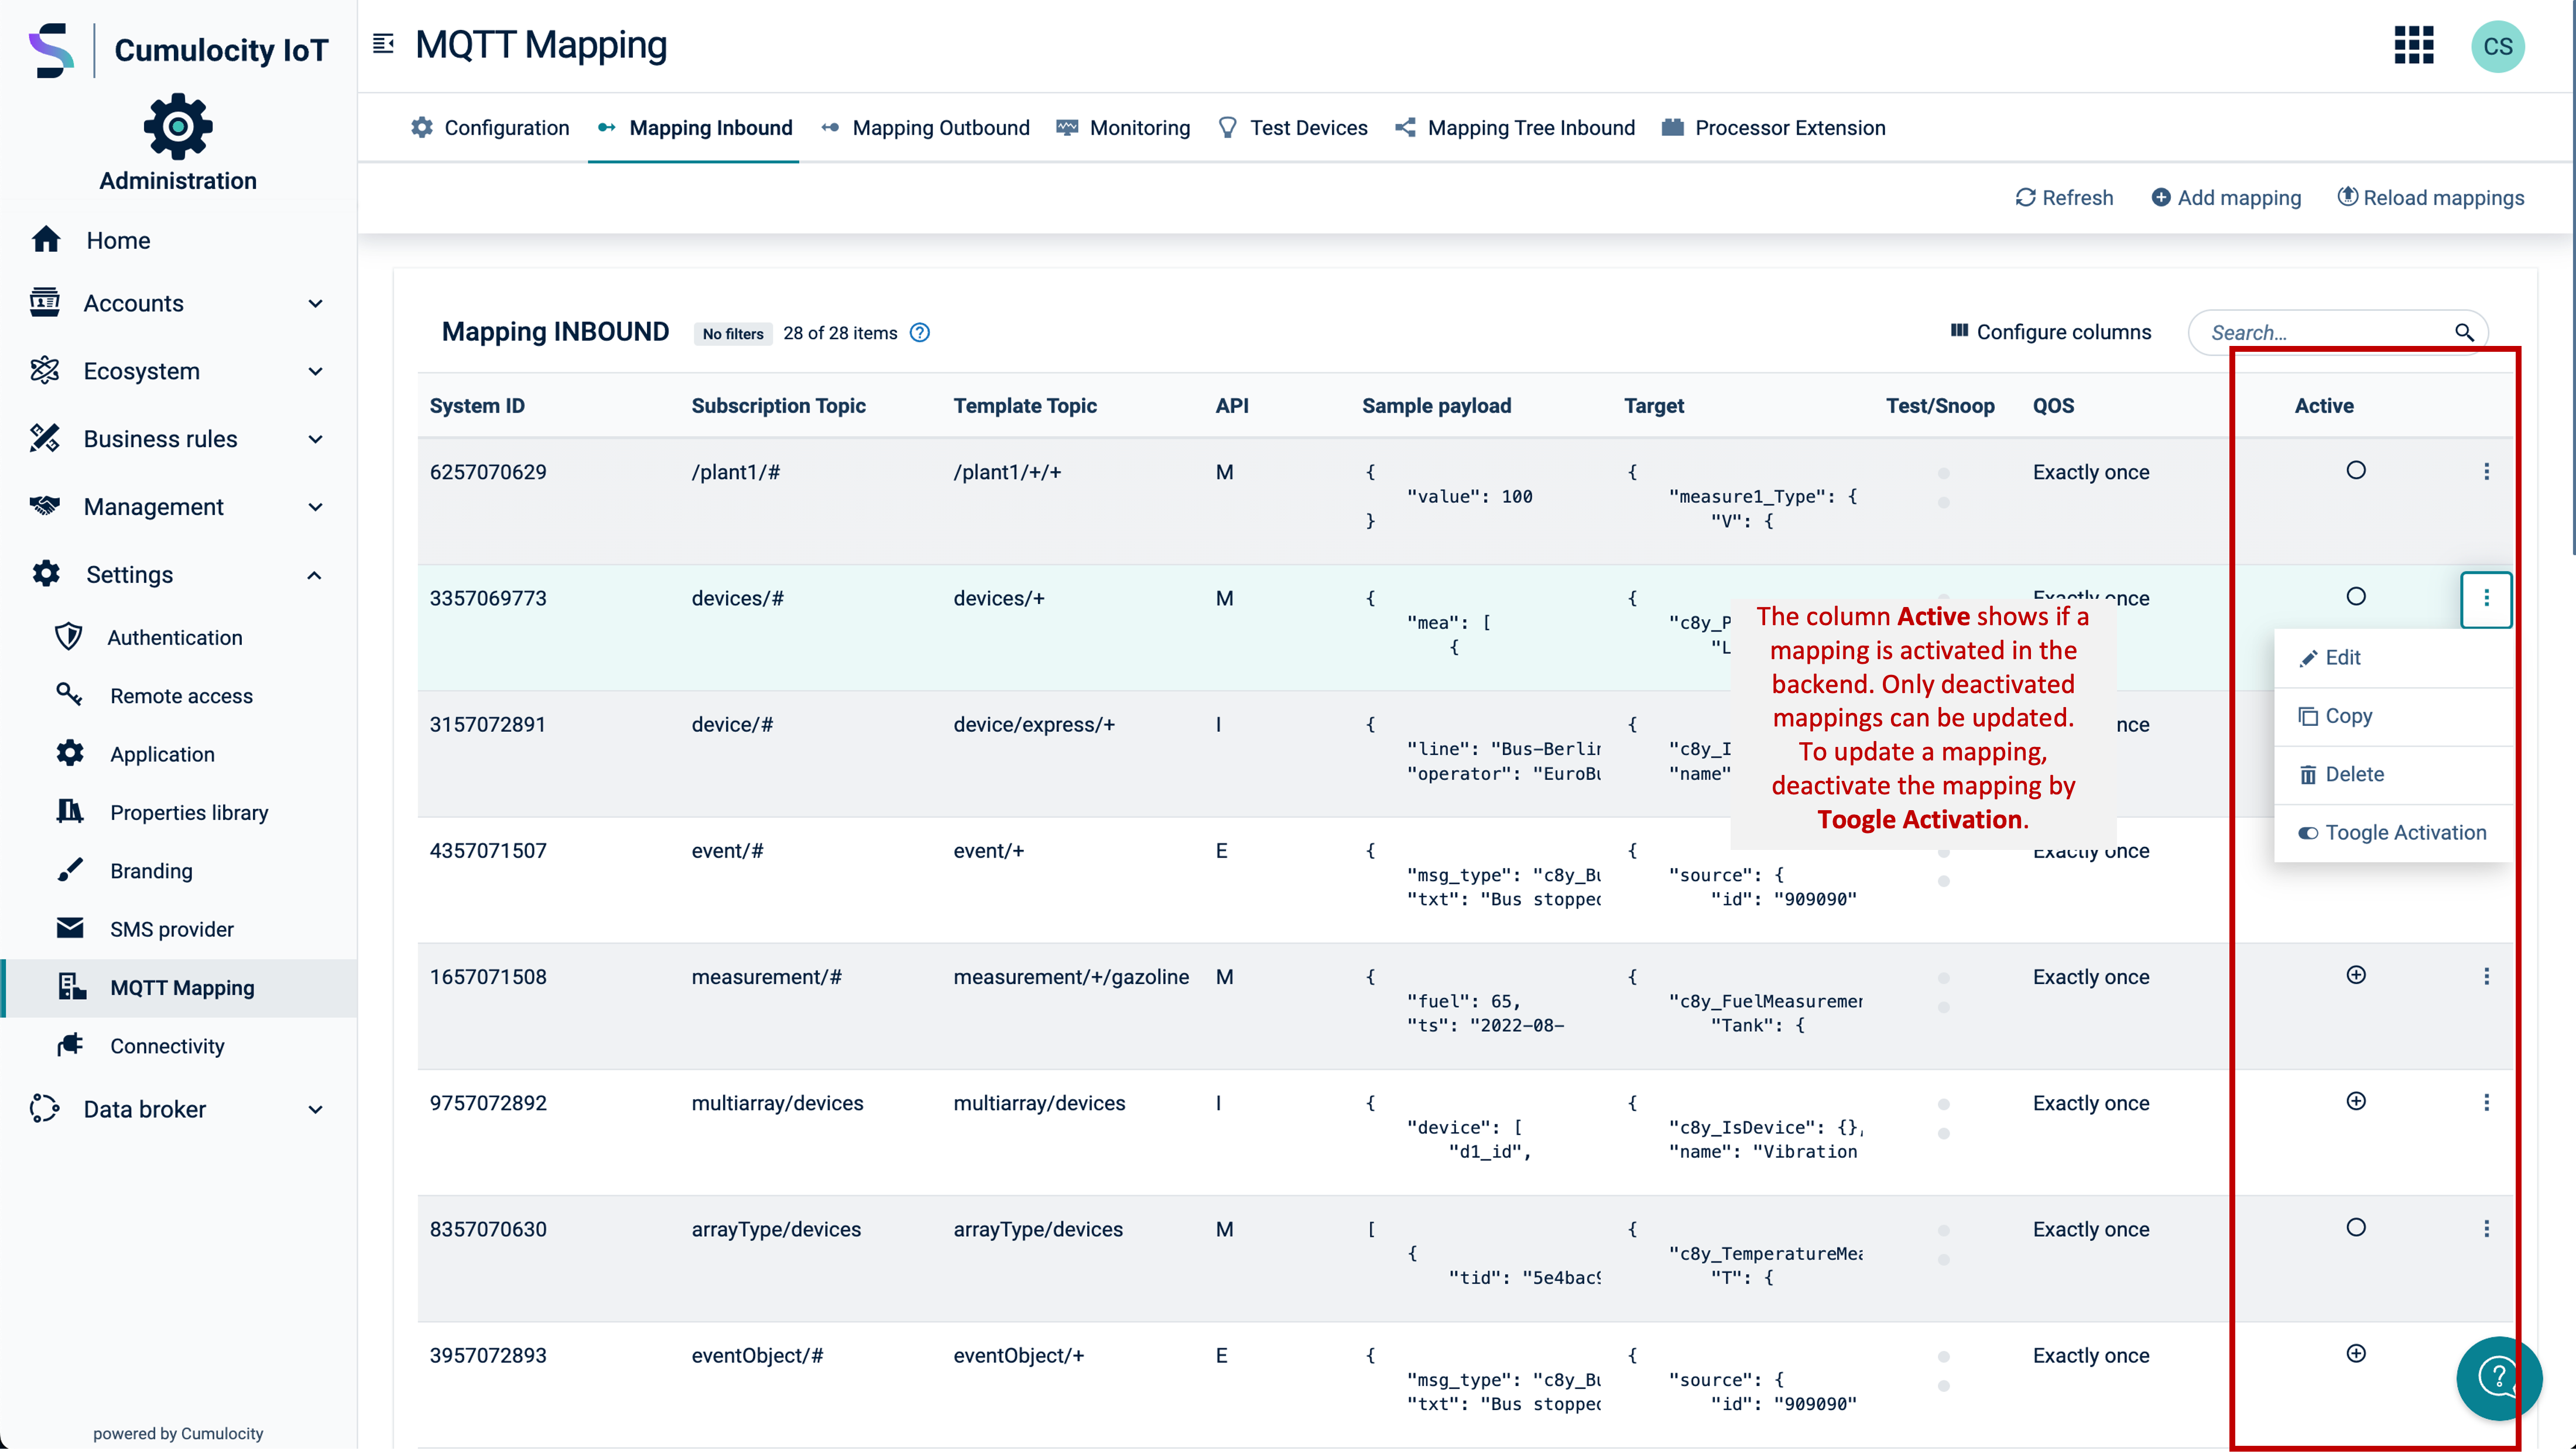 Cumulocity IoT
MQTT Mapping
CS
Administration
Configuration
Mapping Inbound
Mapping Outbound
Monitoring
Test Devices
Mapping Tree Inbound
Processor Extension
Refresh
Add mapping
Reload mappings
Home
Accounts
Ecosystem
Business rules
Management
Settings
Authentication
Remote access
Application
Properties library
Branding
SMS provider
MQTT Mapping
Connectivity
Data broker
powered by Cumulocity
Mapping INBOUND No filters 28 of 28 items
Configure columns
Search...
System ID Subscription Topic Template Topic API Sample payload Target Test/Snoop QOS Active
6257070629 /plant1/# /plant1/+/+ M { { Exactly once
"value": 100 "measure1_Type": {
} "V": {
3357069773 devices/# devices/+ M { { Exactly once
"mea": [ "c8y_P
{ "L
3157072891 device/# device/express/+ I { { nce
"line": "Bus-Berlin "c8y_I
"operator": "EuroBu "name"
4357071507 event/# event/+ E { { Exactly once
"msg_type": "c8y_Bu "source": {
"txt": "Bus stopped "id": "909090"
1657071508 measurement/# measurement/+/gazoline M { { Exactly once
"fuel": 65, "c8y_FuelMeasuremen
"ts": "2022-08- "Tank": {
9757072892 multiarray/devices multiarray/devices I { { Exactly once
"device": [ "c8y_IsDevice": {},
"d1_id", "name": "Vibration
8357070630 arrayType/devices arrayType/devices M [ { Exactly once
{ "c8y_TemperatureMea
"tid": "5e4bac9 "T": {
3957072893 eventObject/# eventObject/+ E { { Exactly once
"msg_type": "c8y_Bu "source": {
"txt": "Bus stopped "id": "909090"
The column Active shows if a
mapping is activated in the
backend. Only deactivated
mappings can be updated.
To update a mapping,
deactivate the mapping by
Toogle Activation.
Edit
Copy
Delete
Toogle Activation